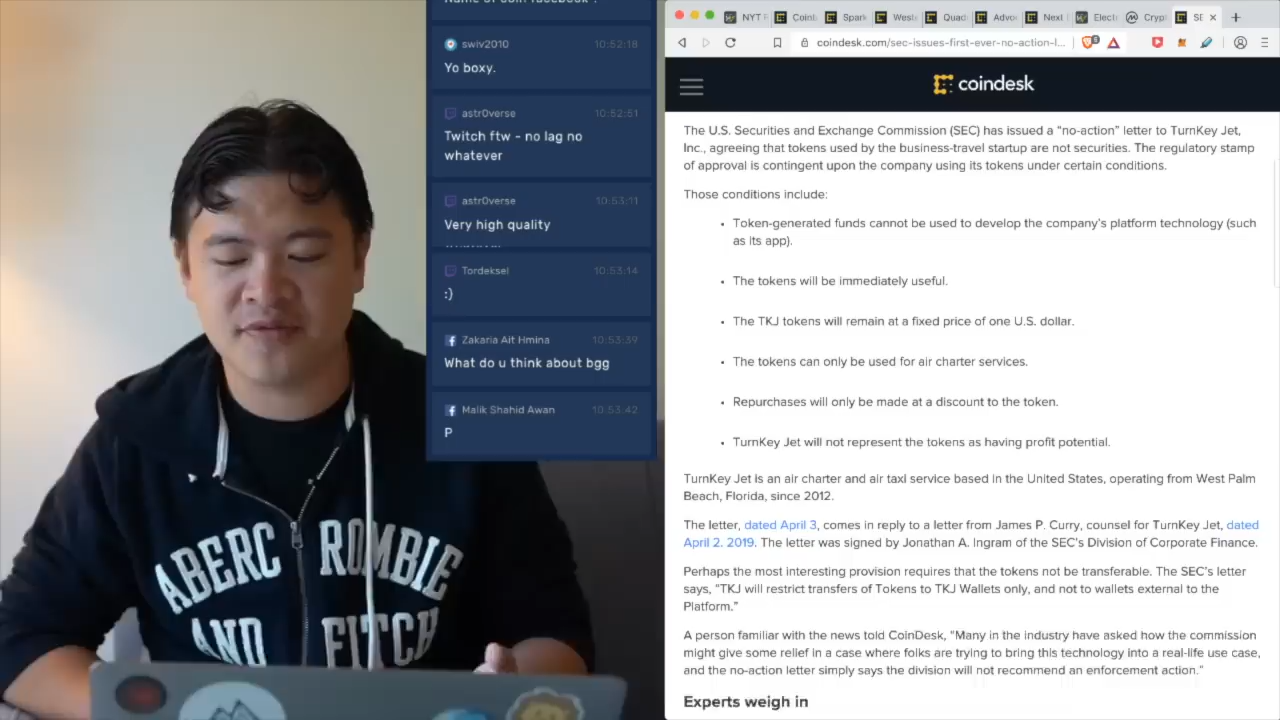 Name of coin facebook ?
swiv2010 10:52:18
Yo boxy.
astr0verse 10:52:51
Twitch ftw - no lag no
whatever
astr0verse 10:53:11
Very high quality
Tordeksel 10:53:14
:}
Zakaria Ait Hmina 10:53:39
What do u think about bgg
Malik Shahid Awan 10:53:42
P
ABERC ROMBIE
AND FITCH
NYT F
Coinb
Spark
West
Quad
Advo
Next
Electr
Cryp
SE
coindesk.com/sec-issues-first-ever-no-action-l...
5
coindesk
The U.S. Securities and Exchange Commission (SEC) has issued a “no-action” letter to TurnKey Jet,
Inc., agreeing that tokens used by the business-travel startup are not securities. The regulatory stamp
of approval is contingent upon the company using its tokens under certain conditions.
Those conditions include:
• Token-generated funds cannot be used to develop the company’s platform technology (such
as its app).
• The tokens will be immediately useful.
• The TKJ tokens will remain at a fixed price of one U.S. dollar.
• The tokens can only be used for air charter services.
• Repurchases will only be made at a discount to the token.
• TurnKey Jet will not represent the tokens as having profit potential.
TurnKey Jet is an air charter and air taxi service based in the United States, operating from West Palm
Beach, Florida, since 2012.
The letter, dated April 3, comes in reply to a letter from James P. Curry, counsel for TurnKey Jet, dated
April 2. 2019. The letter was signed by Jonathan A. Ingram of the SEC’s Division of Corporate Finance.
Perhaps the most interesting provision requires that the tokens not be transferable. The SEC’s letter
says, “TKJ will restrict transfers of Tokens to TKJ Wallets only, and not to wallets external to the
Platform.”
A person familiar with the news told CoinDesk, “Many in the industry have asked how the commission
might give some relief in a case where folks are trying to bring this technology into a real-life use case,
and the no-action letter simply says the division will not recommend an enforcement action.”
Experts weigh in